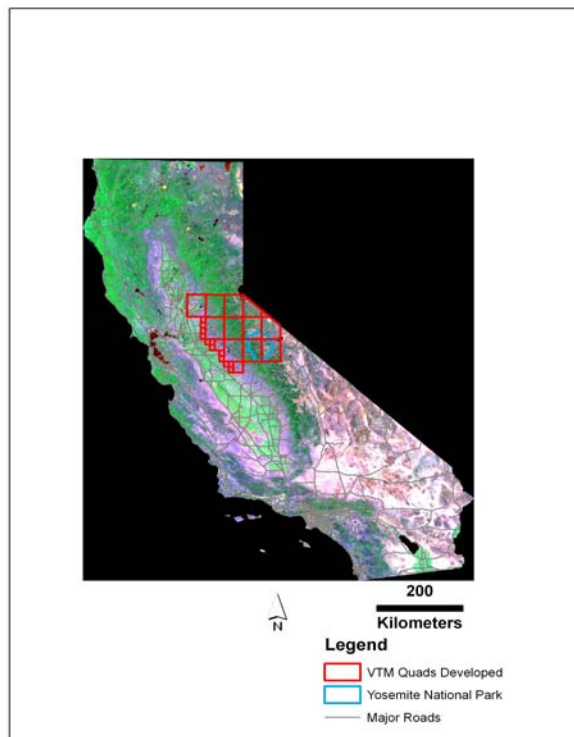 200
Kilometers
N
Legend
VTM Quads Developed
Yosemite National Park
Major Roads